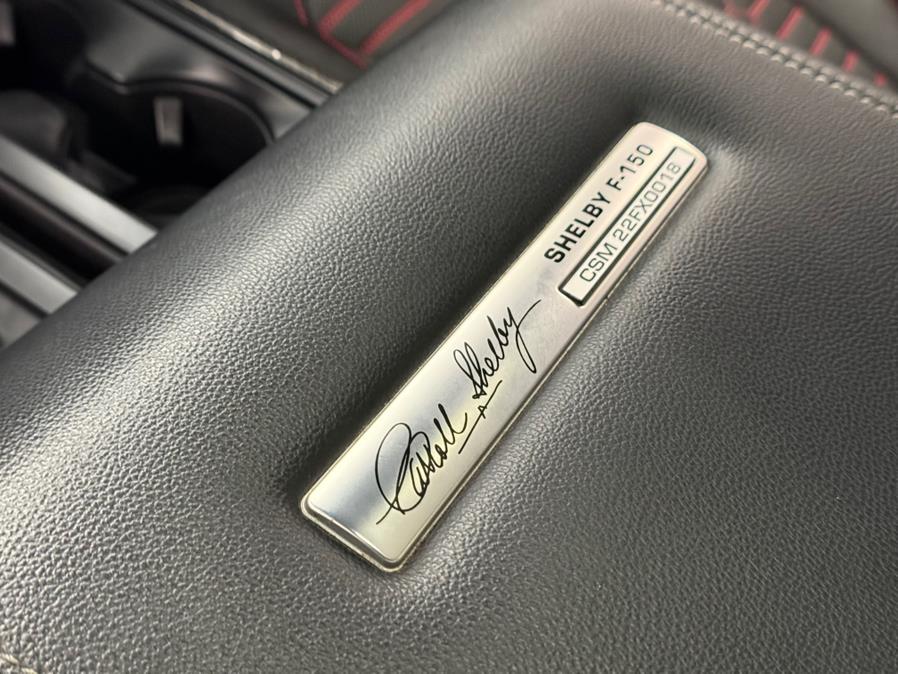 Carroll Shelby
SHELBY F-150
CSM 22FX0018